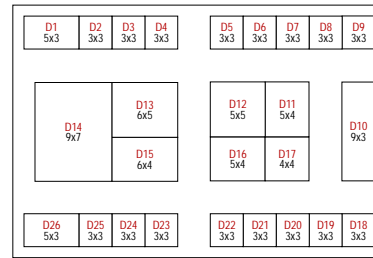 D1 D2 D3 D4 D5 D6 D7 D8 D9
5x3 3x3 3x3 3x3 3x3 3x3 3x3 3x3 3x3
D13 D12 D11
6x5 5x5 5x4
D14 D10
9x7 9x3
D15 D16 D17
6x4 5x4 4x4
D26 D25 D24 D23 D22 D21 D20 D19 D18
5x3 3x3 3x3 3x3 3x3 3x3 3x3 3x3 3x3